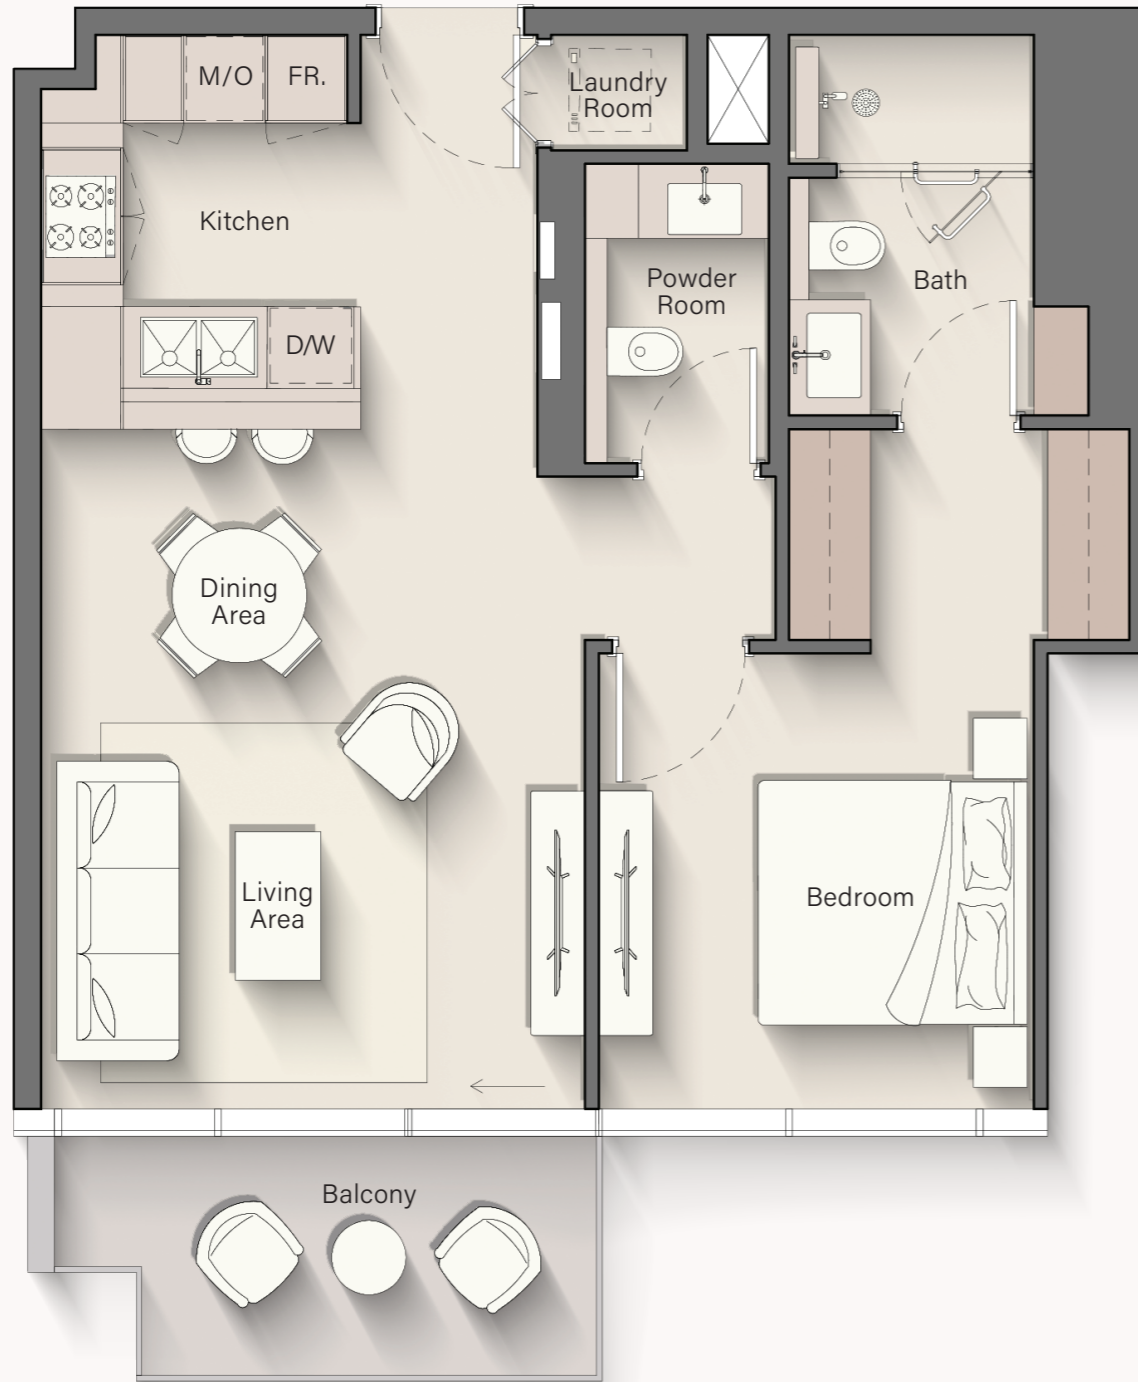 M/O
FR.
Laundry
Room
Kitchen
Powder
Room
Bath
D/W
Dining
Area
Living
Area
Bedroom
Balcony